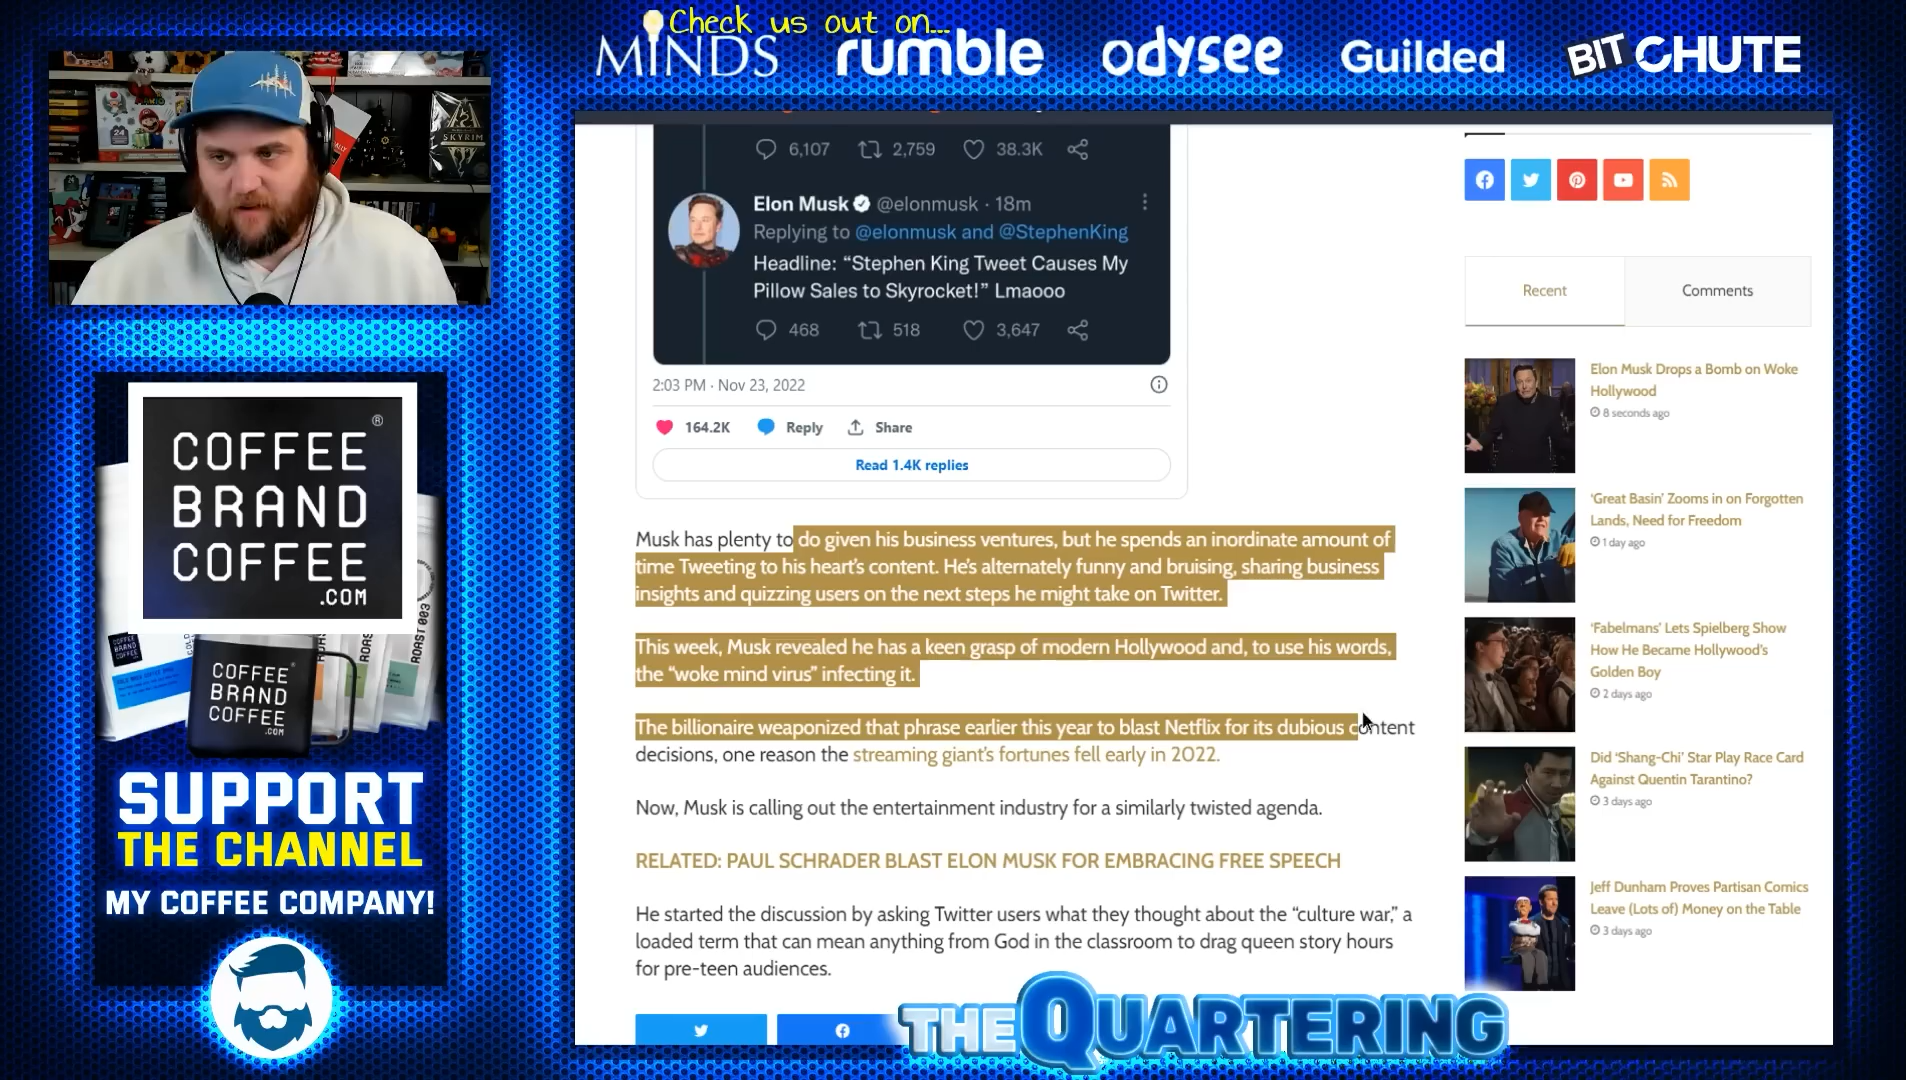 Check us out on...
MINDS rumble odysee Guilded BITCHUTE
SKYRIM
COFFEE
BRAND
COFFEE
.COM
®
COFFEE
BRAND
COFFEE
.COM
ROAST 003
SUPPORT
THE CHANNEL
MY COFFEE COMPANY!
6,107 2,759 38.3K
Elon Musk @elonmusk · 18m
Replying to @elonmusk and @StephenKing
Headline: “Stephen King Tweet Causes My
Pillow Sales to Skyrocket!” Lmaooo
468 518 3,647
2:03 PM · Nov 23, 2022
164.2K Reply Share
Read 1.4K replies
Musk has plenty to do given his business ventures, but he spends an inordinate amount of
time Tweeting to his heart’s content. He’s alternately funny and bruising, sharing business
insights and quizzing users on the next steps he might take on Twitter.
This week, Musk revealed he has a keen grasp of modern Hollywood and, to use his words,
the “woke mind virus” infecting it.
The billionaire weaponized that phrase earlier this year to blast Netflix for its dubious content
decisions, one reason the streaming giant’s fortunes fell early in 2022.
Now, Musk is calling out the entertainment industry for a similarly twisted agenda.
RELATED: PAUL SCHRADER BLAST ELON MUSK FOR EMBRACING FREE SPEECH
He started the discussion by asking Twitter users what they thought about the “culture war,” a
loaded term that can mean anything from God in the classroom to drag queen story hours
for pre-teen audiences.
Recent Comments
Elon Musk Drops a Bomb on Woke
Hollywood
8 seconds ago
‘Great Basin’ Zooms in on Forgotten
Lands, Need for Freedom
1 day ago
‘Fabelmans’ Lets Spielberg Show
How He Became Hollywood’s
Golden Boy
2 days ago
Did ‘Shang-Chi’ Star Play Race Card
Against Quentin Tarantino?
3 days ago
Jeff Dunham Proves Partisan Comics
Leave (Lots of) Money on the Table
3 days ago
THE QUARTERING